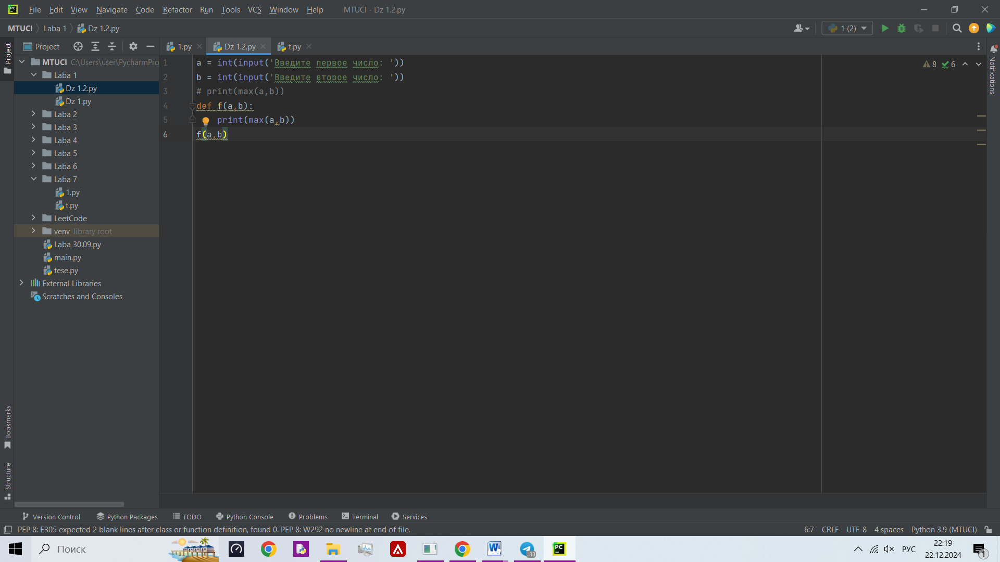 PC File Edit View Navigate Code Refactor Run Tools VCS Window Help MTUCI - Dz 1.2.py
MTUCI Laba 1 Dz 1.2.py 1 (2)
Project 1.py Dz 1.2.py t.py
Project
MTUCI C:\Users\user\PycharmPro
Laba 1
Dz 1.2.py
Dz 1.py
Laba 2
Laba 3
Laba 4
Laba 5
Laba 6
Laba 7
1.py
t.py
LeetCode
venv library root
Laba 30.09.py
main.py
tese.py
External Libraries
Scratches and Consoles
1 a = int(input('Введите первое число: '))
2 b = int(input('Введите второе число: '))
3 # print(max(a,b))
4 def f(a,b):
5 print(max(a,b))
6 f(a,b)
8 6
Notifications
Bookmarks
Structure
Version Control Python Packages TODO Python Console Problems Terminal Services
PEP 8: E305 expected 2 blank lines after class or function definition, found 0. PEP 8: W292 no newline at end of file. 6:7 CRLF UTF-8 4 spaces Python 3.9 (MTUCI)
Поиск
33
PC
РУС
22:19
22.12.2024
1